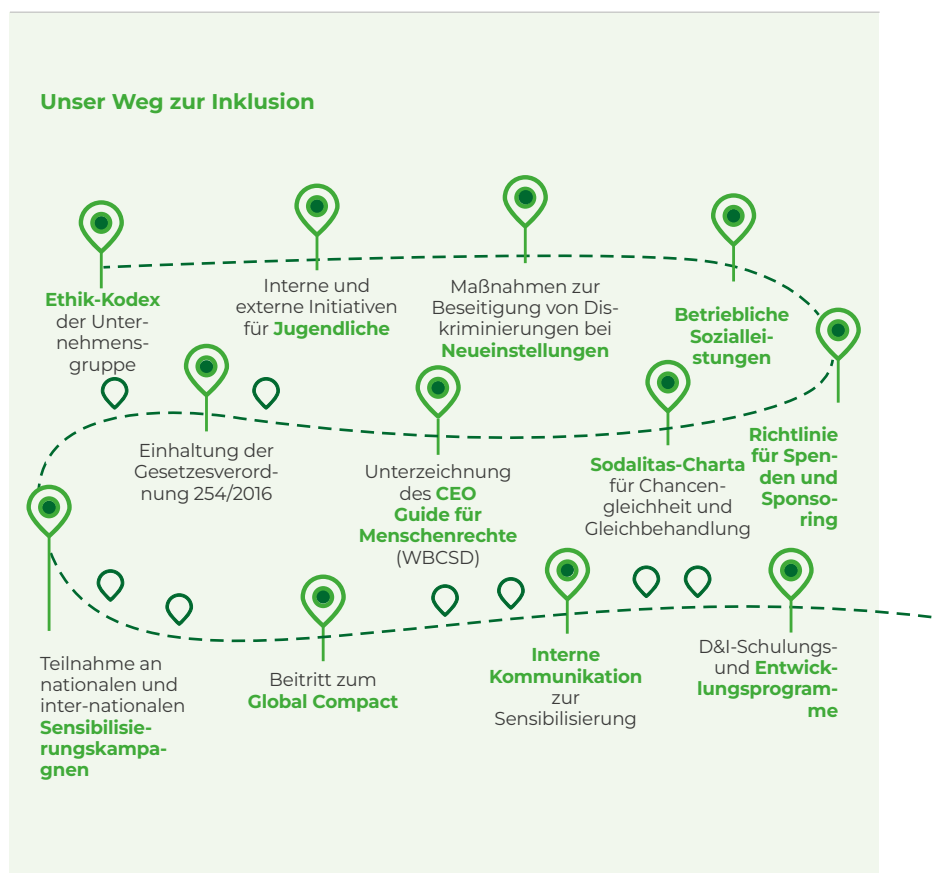 Unser Weg zur Inklusion
Ethik-Kodex
der Unter-
nehmens-
gruppe
Interne und
externe Initiativen
für Jugendliche
Maßnahmen zur
Beseitigung von Dis-
kriminierungen bei
Neueinstellungen
Betriebliche
Soziallei-
stungen
Richtlinie
für Spen-
den und
Sponso-
ring
Sodalitas-Charta
für Chancen-
gleichheit und
Gleichbehandlung
Unterzeichnung
des CEO
Guide für
Menschenrechte
(WBCSD)
Einhaltung der
Gesetzesverord-
nung 254/2016
Teilnahme an
nationalen und
inter-nationalen
Sensibilisie-
rungskampa-
gnen
Beitritt zum
Global Compact
Interne
Kommunikation
zur
Sensibilisierung
D&I-Schulungs-
und Entwick-
lungsprogram-
me